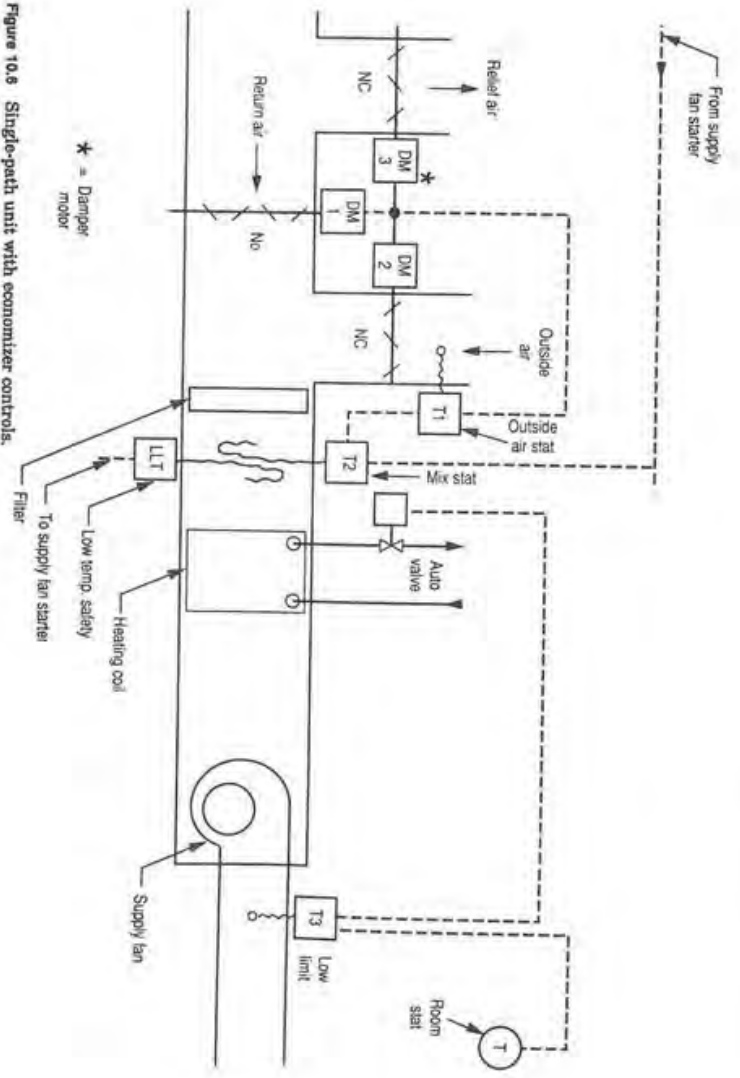 From supply
fan starter
Relief air
NC
DM
3
*
DM
1
DM
2
Return air
No
NC
Outside
air
T1
Outside
air stat
T2
Mix stat
Auto
valve
T3
Low
limit
Room
stat
T
LLT
Low temp. safety
To supply fan starter
Filter
Heating coil
Supply fan
* = Damper
motor
Figure 10.6 Single-path unit with economizer controls.